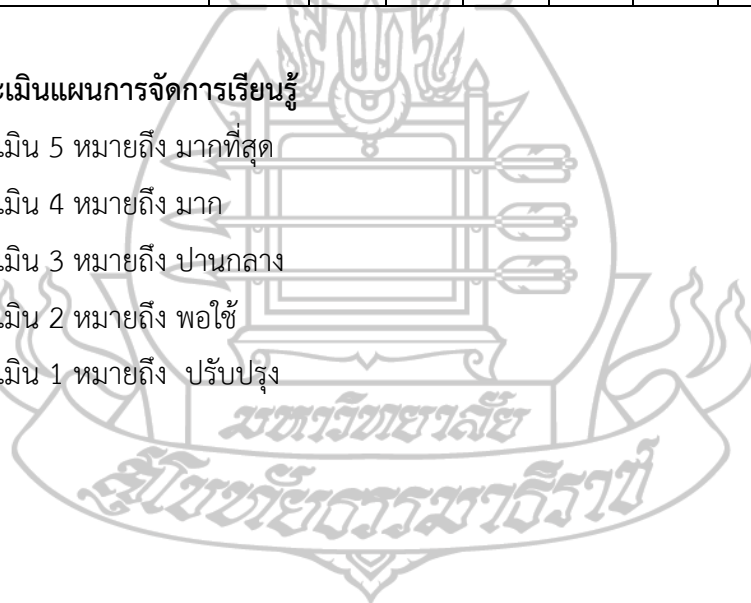 ะเมินแผนการจัดการเรียนรู้
เมิน 5 หมายถึง มากที่สุด
เมิน 4 หมายถึง มาก
เมิน 3 หมายถึง ปานกลาง
เมิน 2 หมายถึง พอใช้
เมิน 1 หมายถึง ปรับปรุง
มหาวิทยาลัย
สุโขทัยธรรมาธิราช